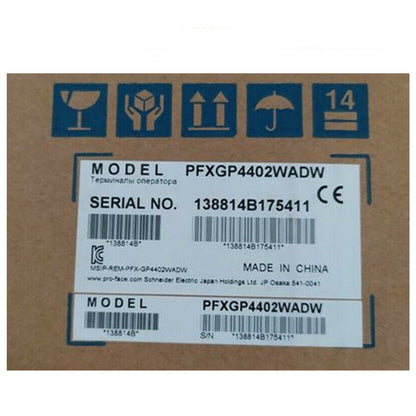 14
MODEL PFXGP4402WADW
Терминалы оператора
SERIAL NO. 138814B175411 CE
*138814B* *138814B175411*
MSIP-REM-PFX-GP4402WADW MADE IN CHINA
www.pro-face.com Schneider Electric Japan Holdings Ltd. JP Osaka 541-0041
MODEL PFXGP4402WADW
*138814B* S/N *138814B175411*